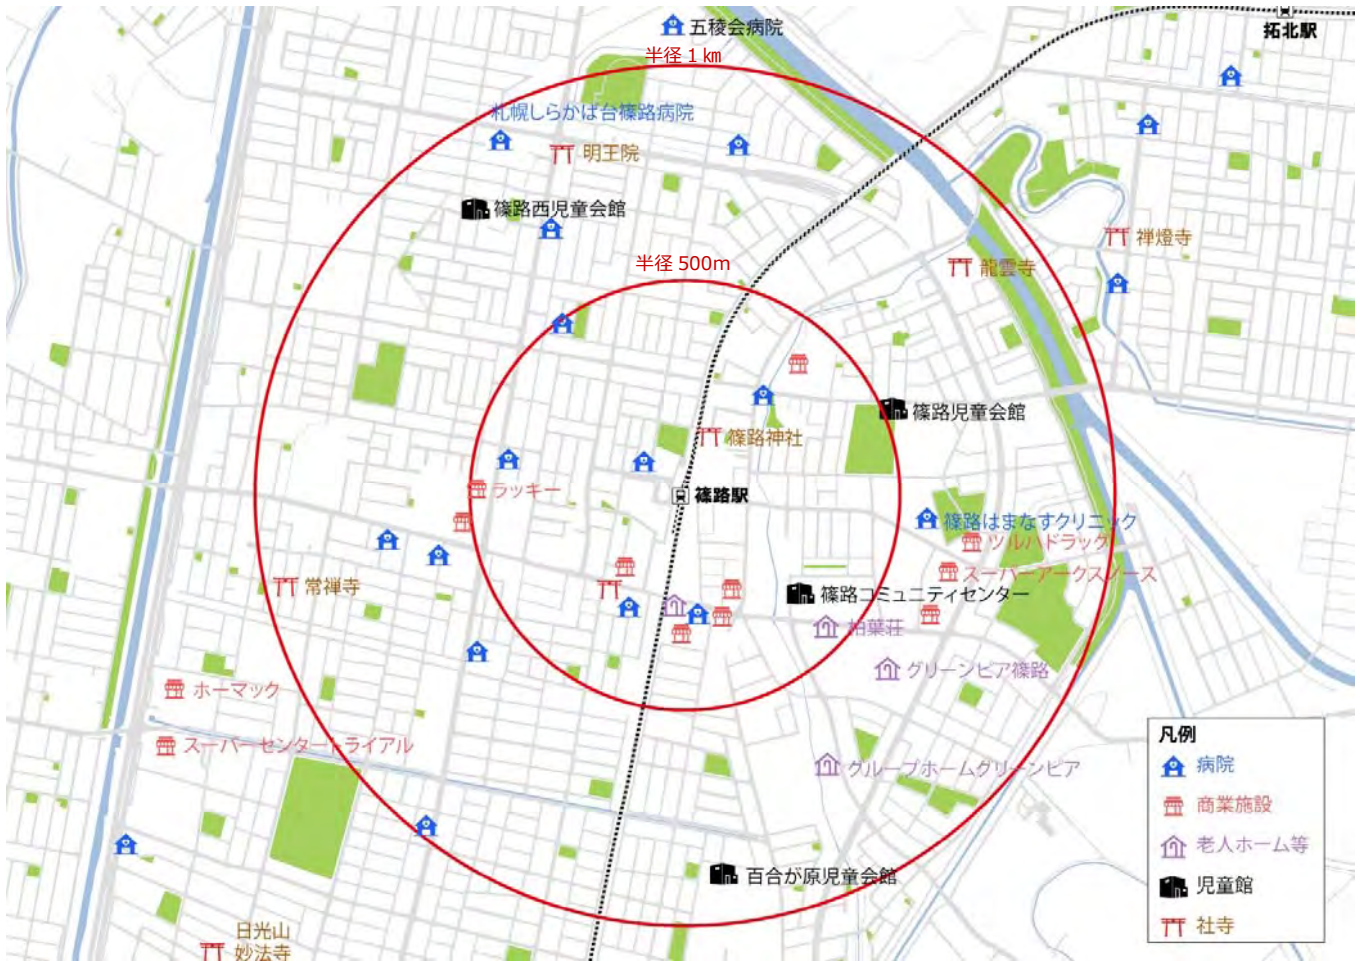 五稜会病院
拓北駅
半径 1 ㎞
札幌しらかば台篠路病院
明王院
篠路西児童会館
禅燈寺
半径 500m
龍雲寺
篠路児童会館
篠路神社
ラッキー
篠路駅
篠路はまなすクリニック
ツルハドラッグ
スーパーアークスノース
常禅寺
篠路コミュニティセンター
柏葉荘
グリーンピア篠路
ホーマック
スーパーセンタートライアル
グループホームグリーンピア
百合が原児童会館
日光山
妙法寺
凡例
病院
商業施設
老人ホーム等
児童館
社寺